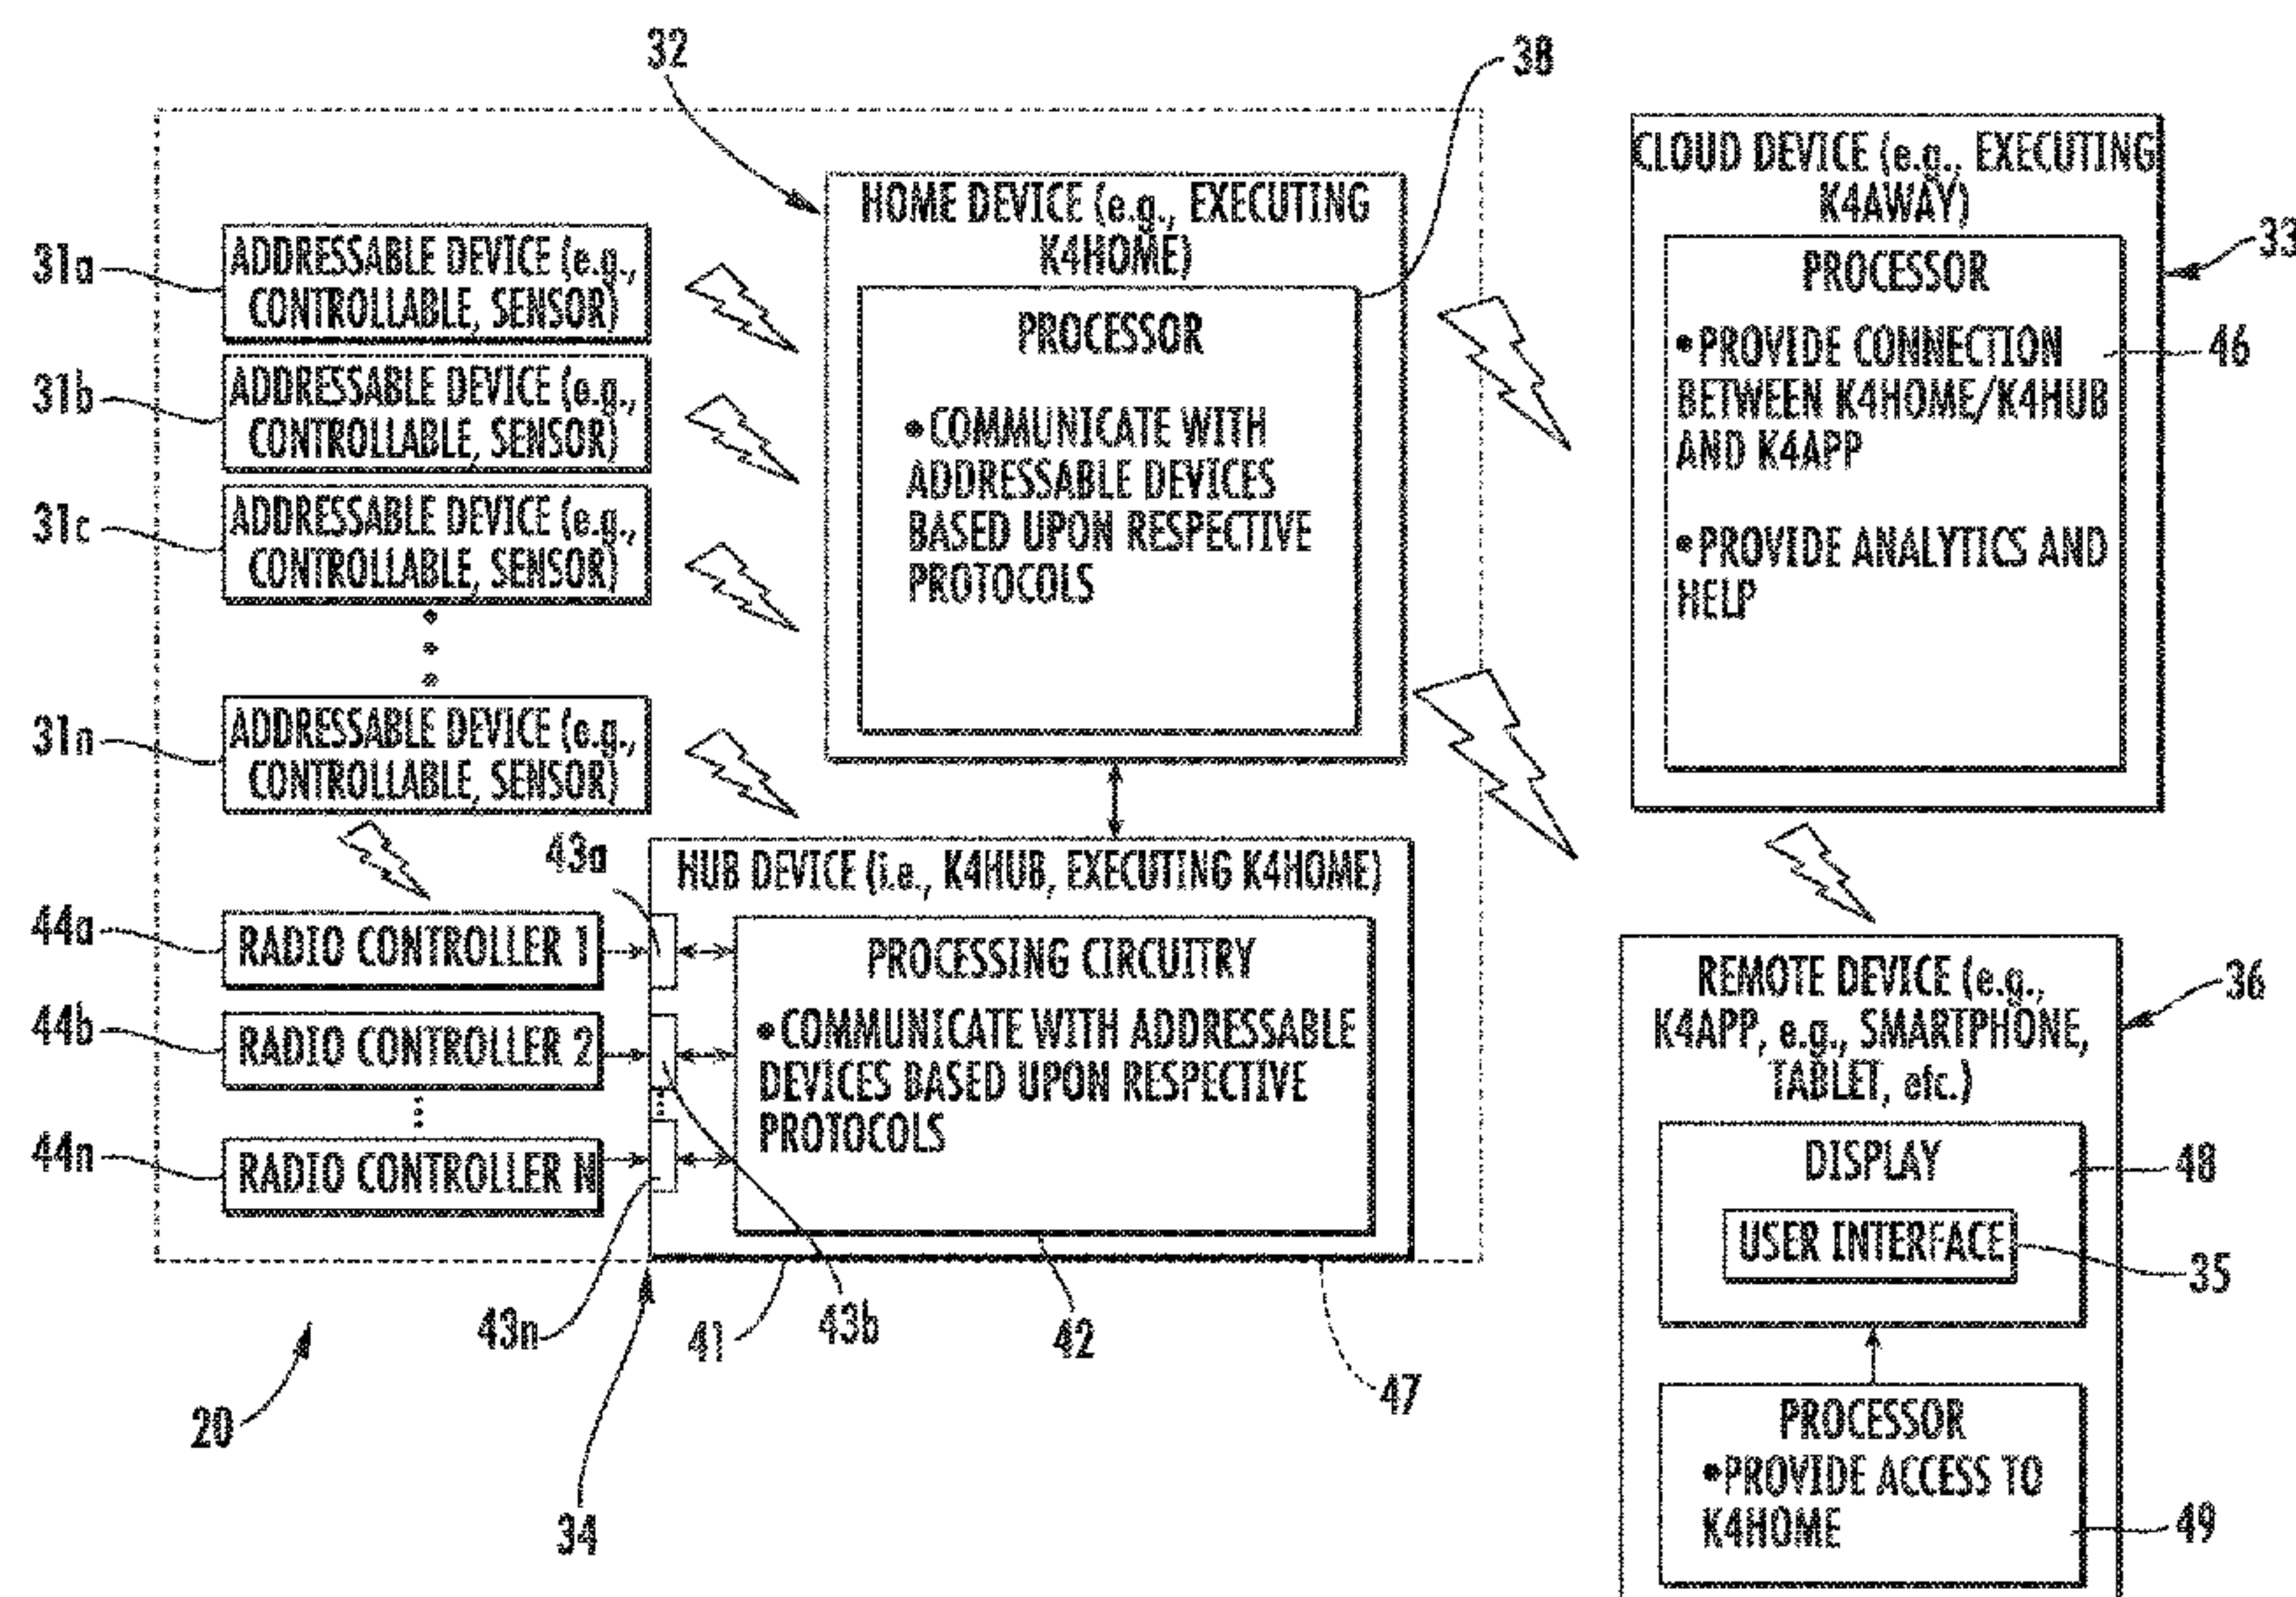 32
38
HOME DEVICE (e.g., EXECUTING
K4HOME)
PROCESSOR
•COMMUNICATE WITH
ADDRESSABLE DEVICES
BASED UPON RESPECTIVE
PROTOCOLS
31a
ADDRESSABLE DEVICE (e.g.,
CONTROLLABLE, SENSOR)
31b
ADDRESSABLE DEVICE (e.g.,
CONTROLLABLE, SENSOR)
31c
ADDRESSABLE DEVICE (e.g.,
CONTROLLABLE, SENSOR)
31n
ADDRESSABLE DEVICE (e.g.,
CONTROLLABLE, SENSOR)
CLOUD DEVICE (e.g., EXECUTING
K4AWAY)
33
PROCESSOR
•PROVIDE CONNECTION
BETWEEN K4HOME/K4HUB
AND K4APP
•PROVIDE ANALYTICS AND
HELP
46
43a
HUB DEVICE (i.e., K4HUB, EXECUTING K4HOME)
PROCESSING CIRCUITRY
•COMMUNICATE WITH ADDRESSABLE
DEVICES BASED UPON RESPECTIVE
PROTOCOLS
44a
RADIO CONTROLLER 1
44b
RADIO CONTROLLER 2
44n
RADIO CONTROLLER N
REMOTE DEVICE (e.g.,
K4APP, e.g., SMARTPHONE,
TABLET, etc.)
36
DISPLAY
48
USER INTERFACE
35
PROCESSOR
•PROVIDE ACCESS TO
K4HOME
49
43n
41
43b
42
47
20
34